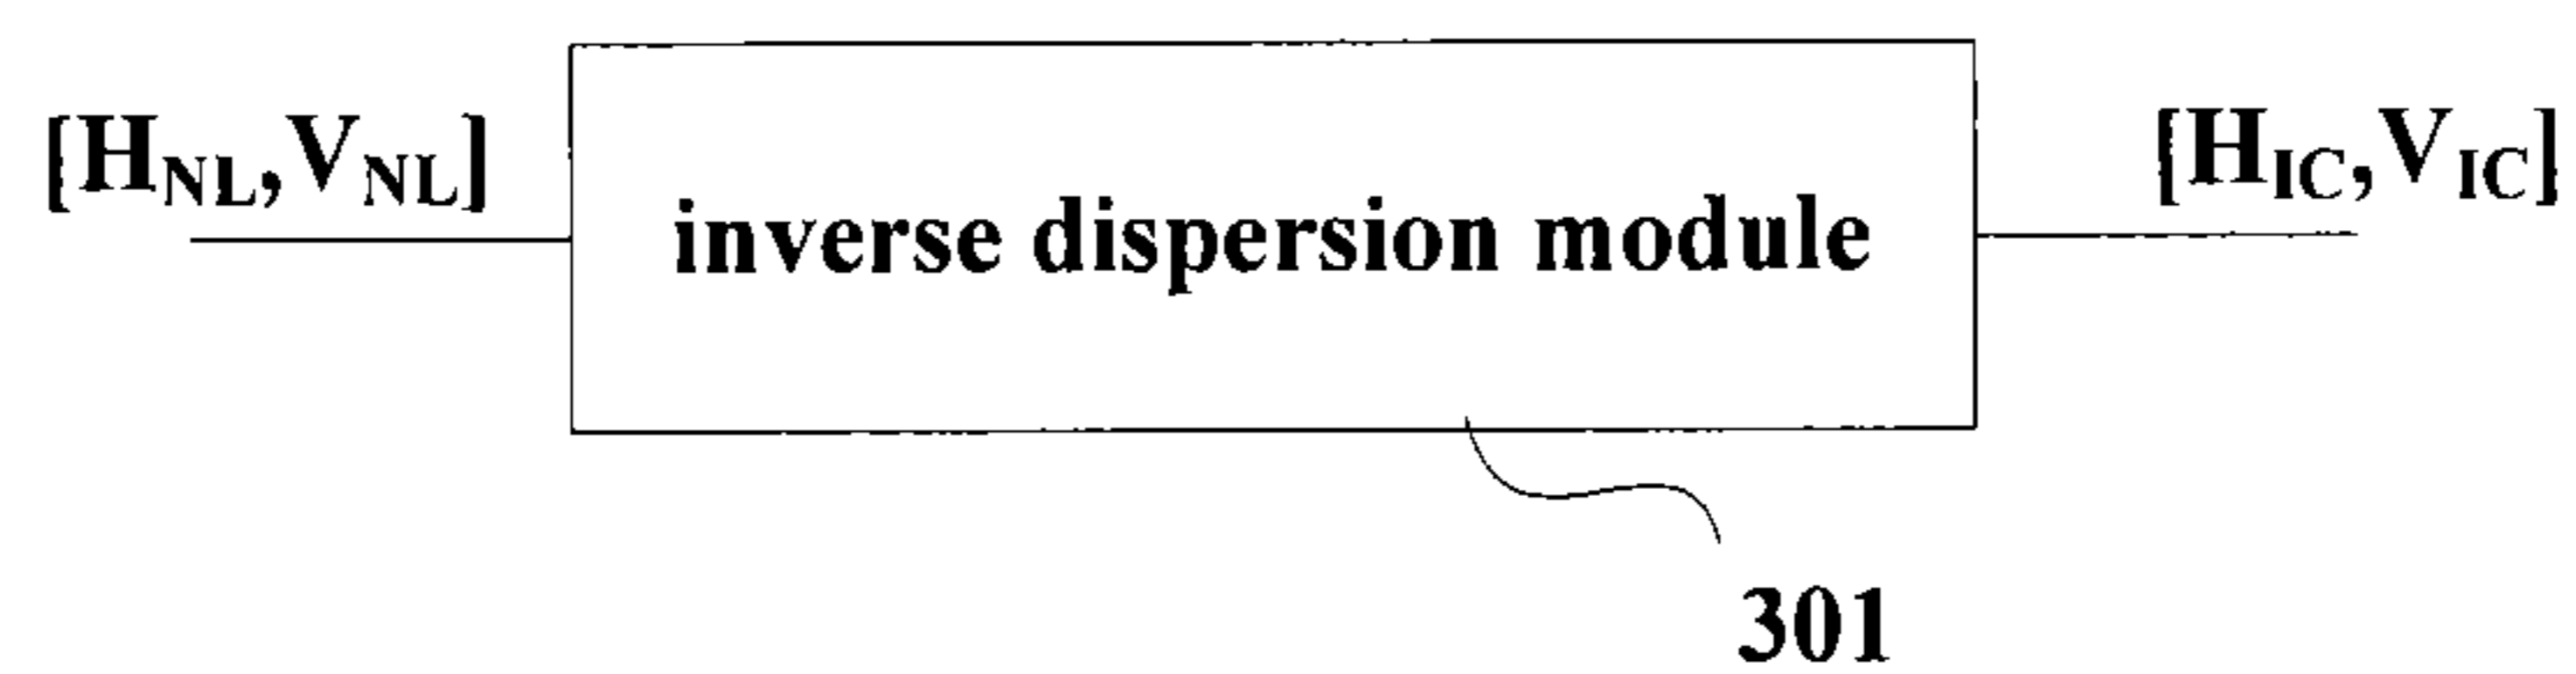 [H_NL,V_NL]
inverse dispersion module
[H_IC,V_IC]
301